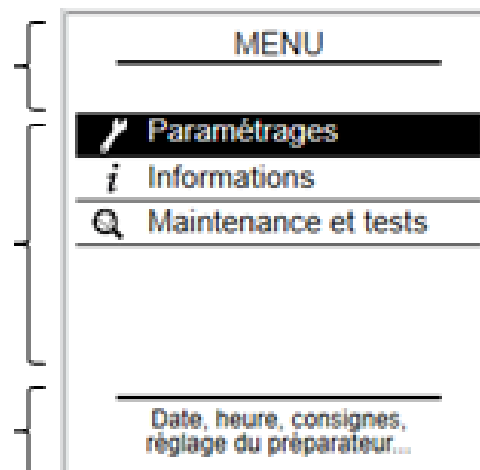 MENU
Paramétrages
i Informations
Maintenance et tests
Date, heure, consignes,
réglage du préparateur...